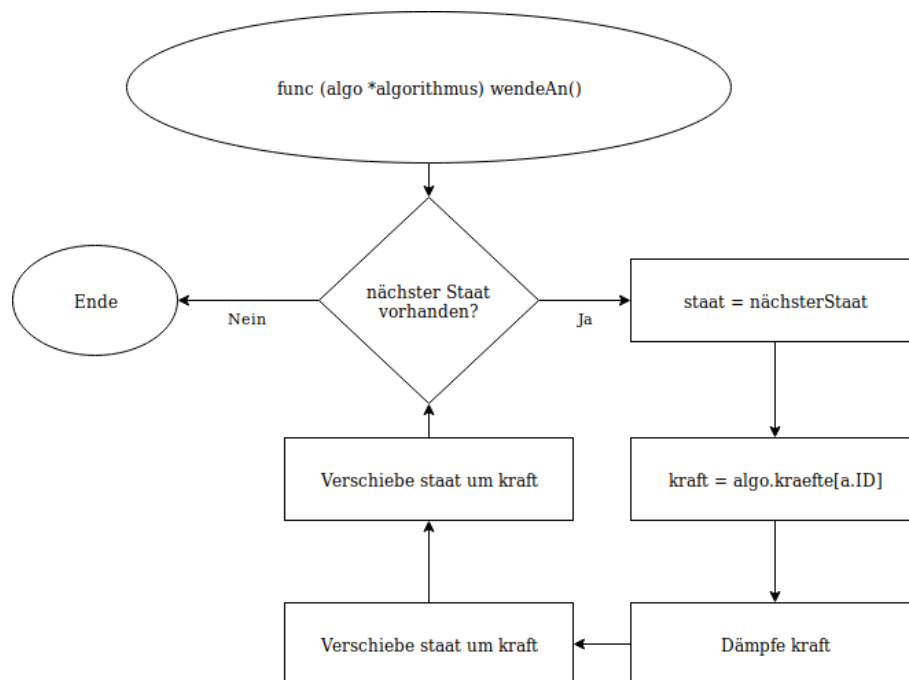 func (algo *algorithmus) wendeAn()
nächster Staat
vorhanden?
Ende
Nein
Ja
staat = nächsterStaat
kraft = algo.kraefte[a.ID]
Dämpfe kraft
Verschiebe staat um kraft
Verschiebe staat um kraft